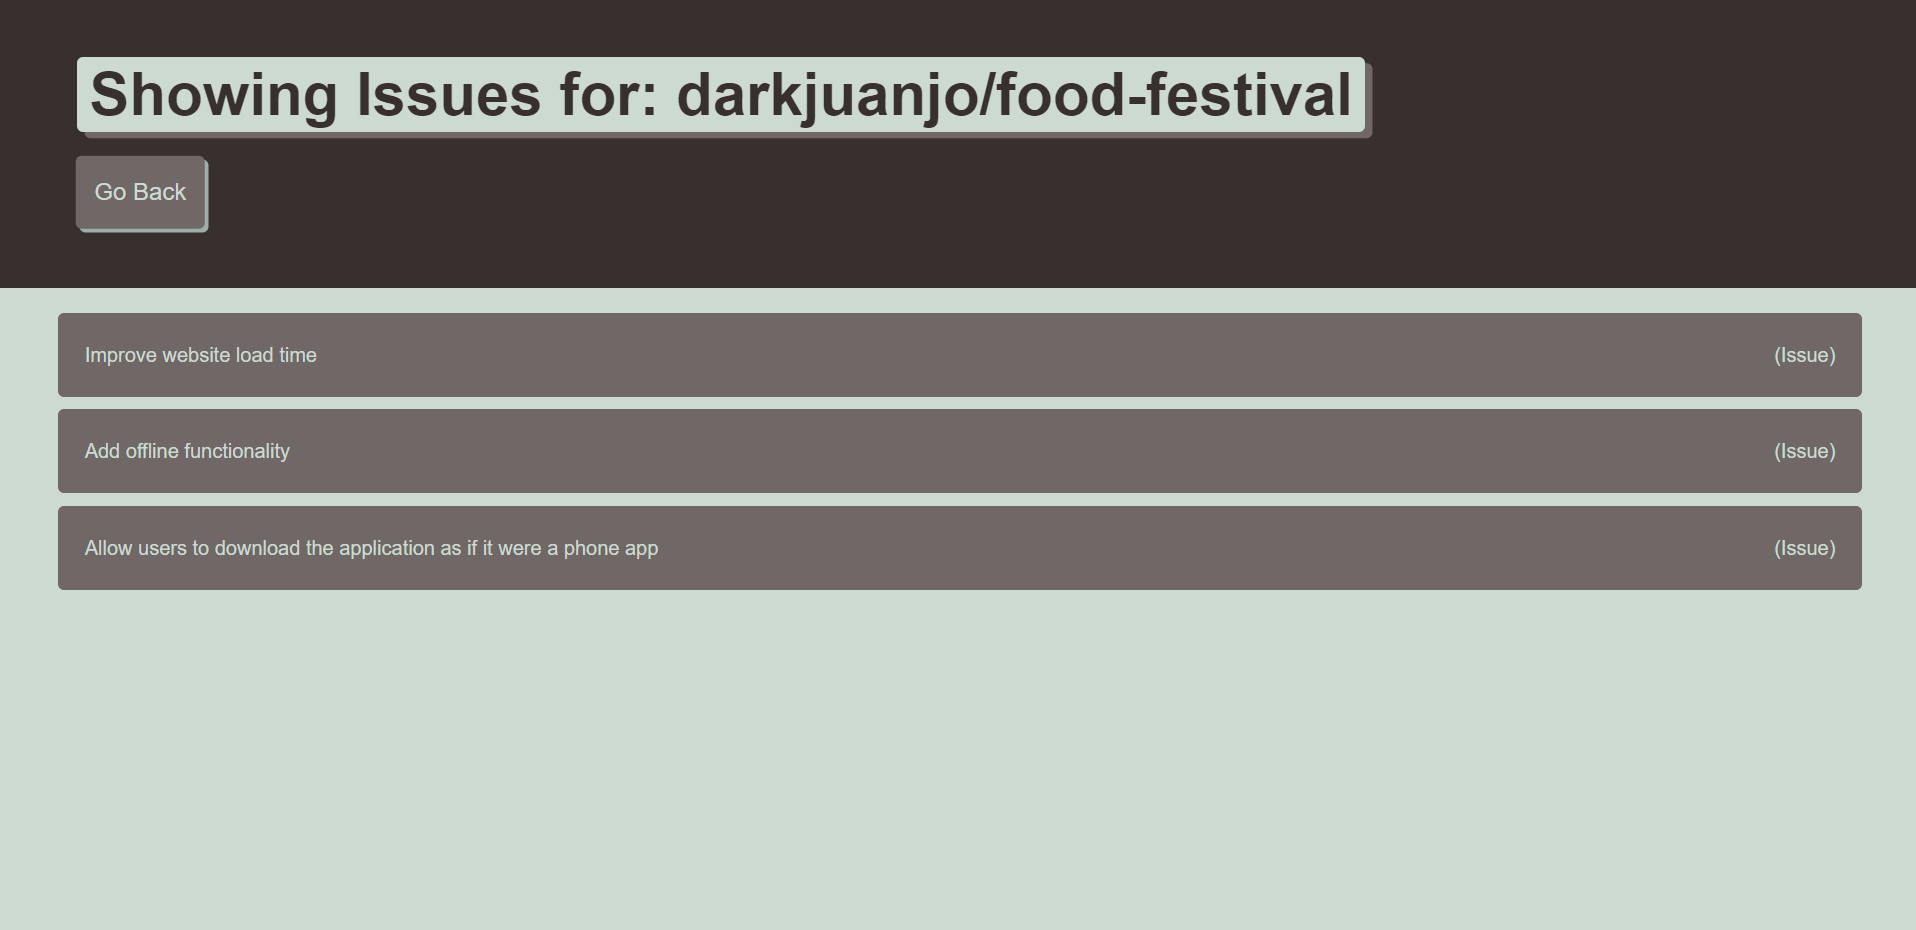 Showing Issues for: darkjuanjo/food-festival
Go Back
Improve website load time (Issue)
Add offline functionality (Issue)
Allow users to download the application as if it were a phone app (Issue)